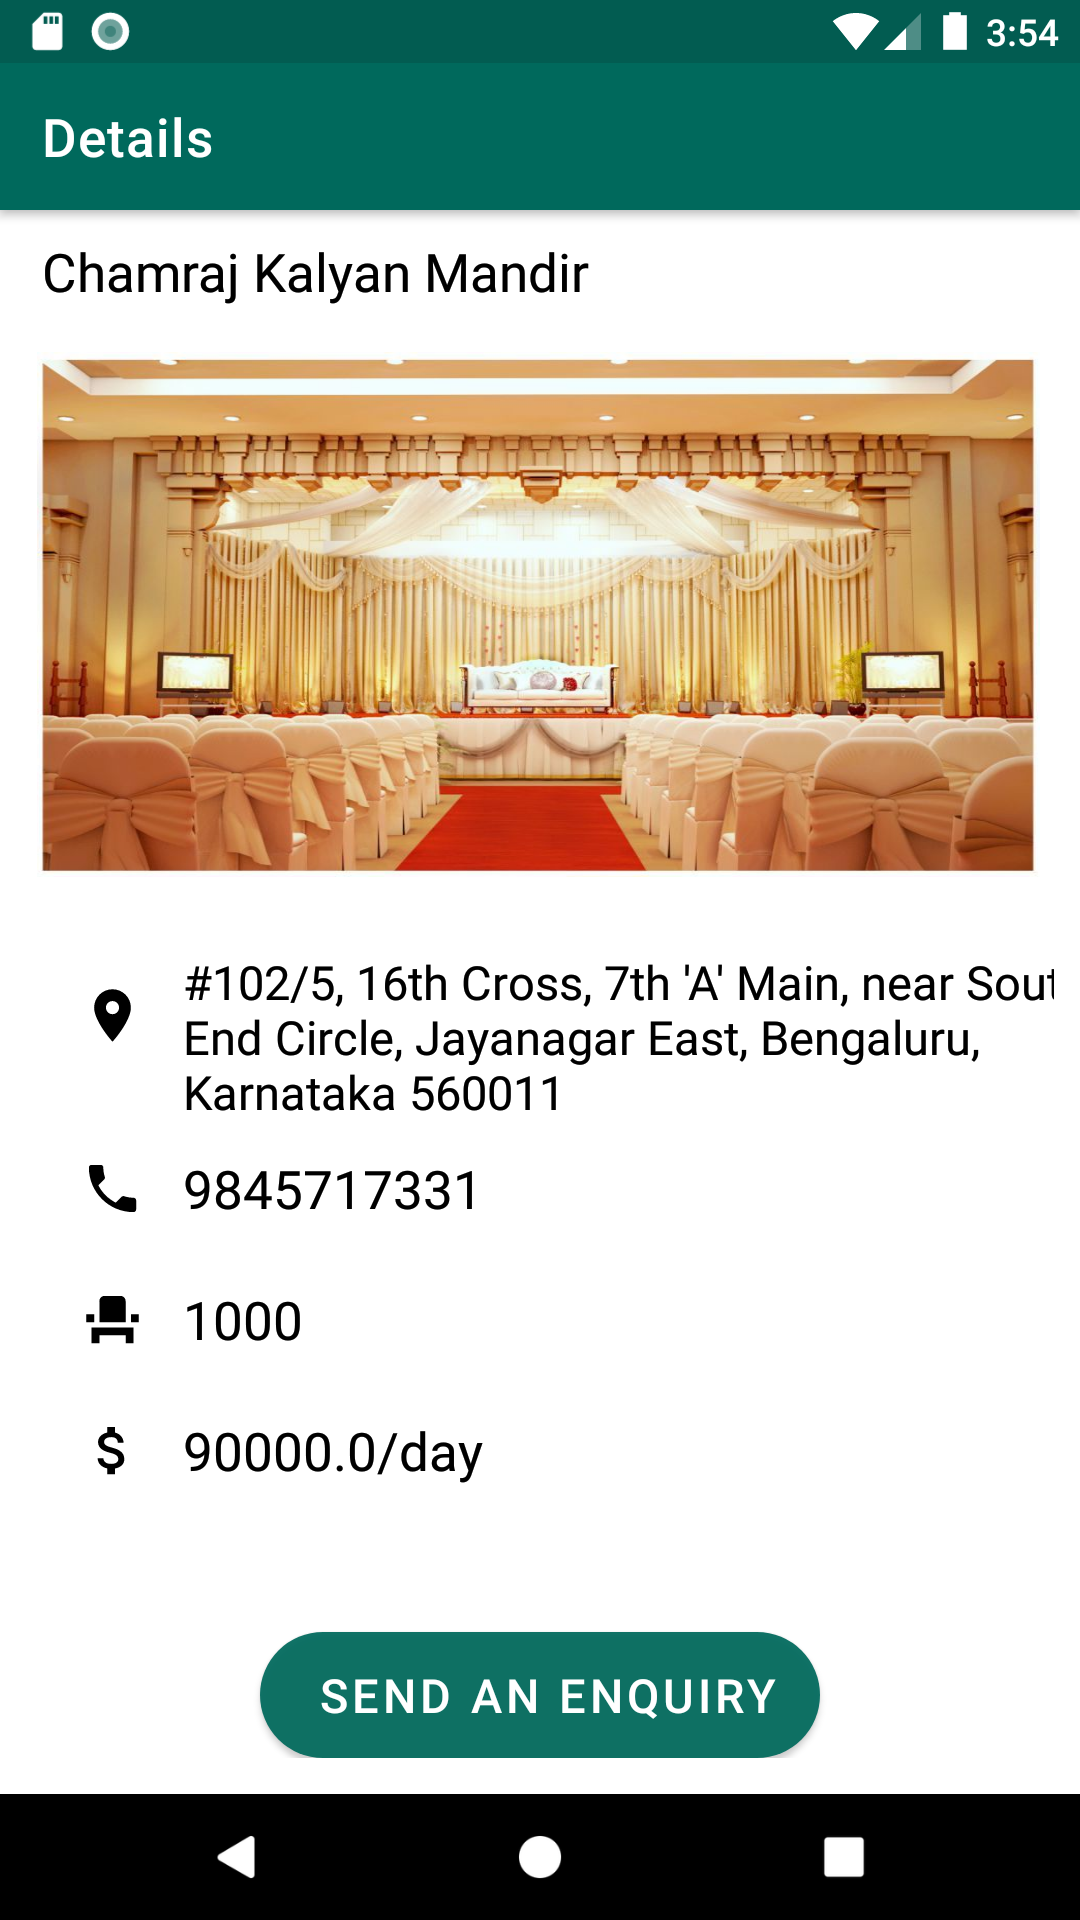 3:54
Details
Chamraj Kalyan Mandir
#102/5, 16th Cross, 7th 'A' Main, near Sout
End Circle, Jayanagar East, Bengaluru,
Karnataka 560011
9845717331
1000
90000.0/day
SEND AN ENQUIRY